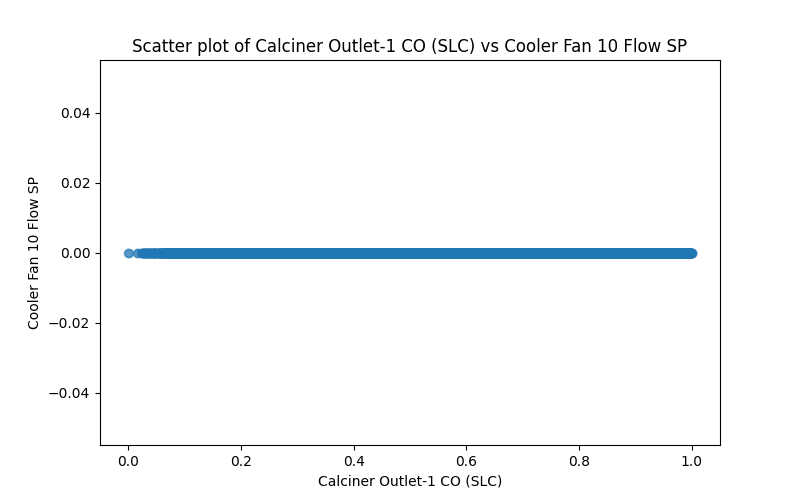 Scatter plot of Calciner Outlet-1 CO (SLC) vs Cooler Fan 10 Flow SP
0.04
0.02
0.00
−0.02
−0.04
Cooler Fan 10 Flow SP
0.0 0.2 0.4 0.6 0.8 1.0
Calciner Outlet-1 CO (SLC)